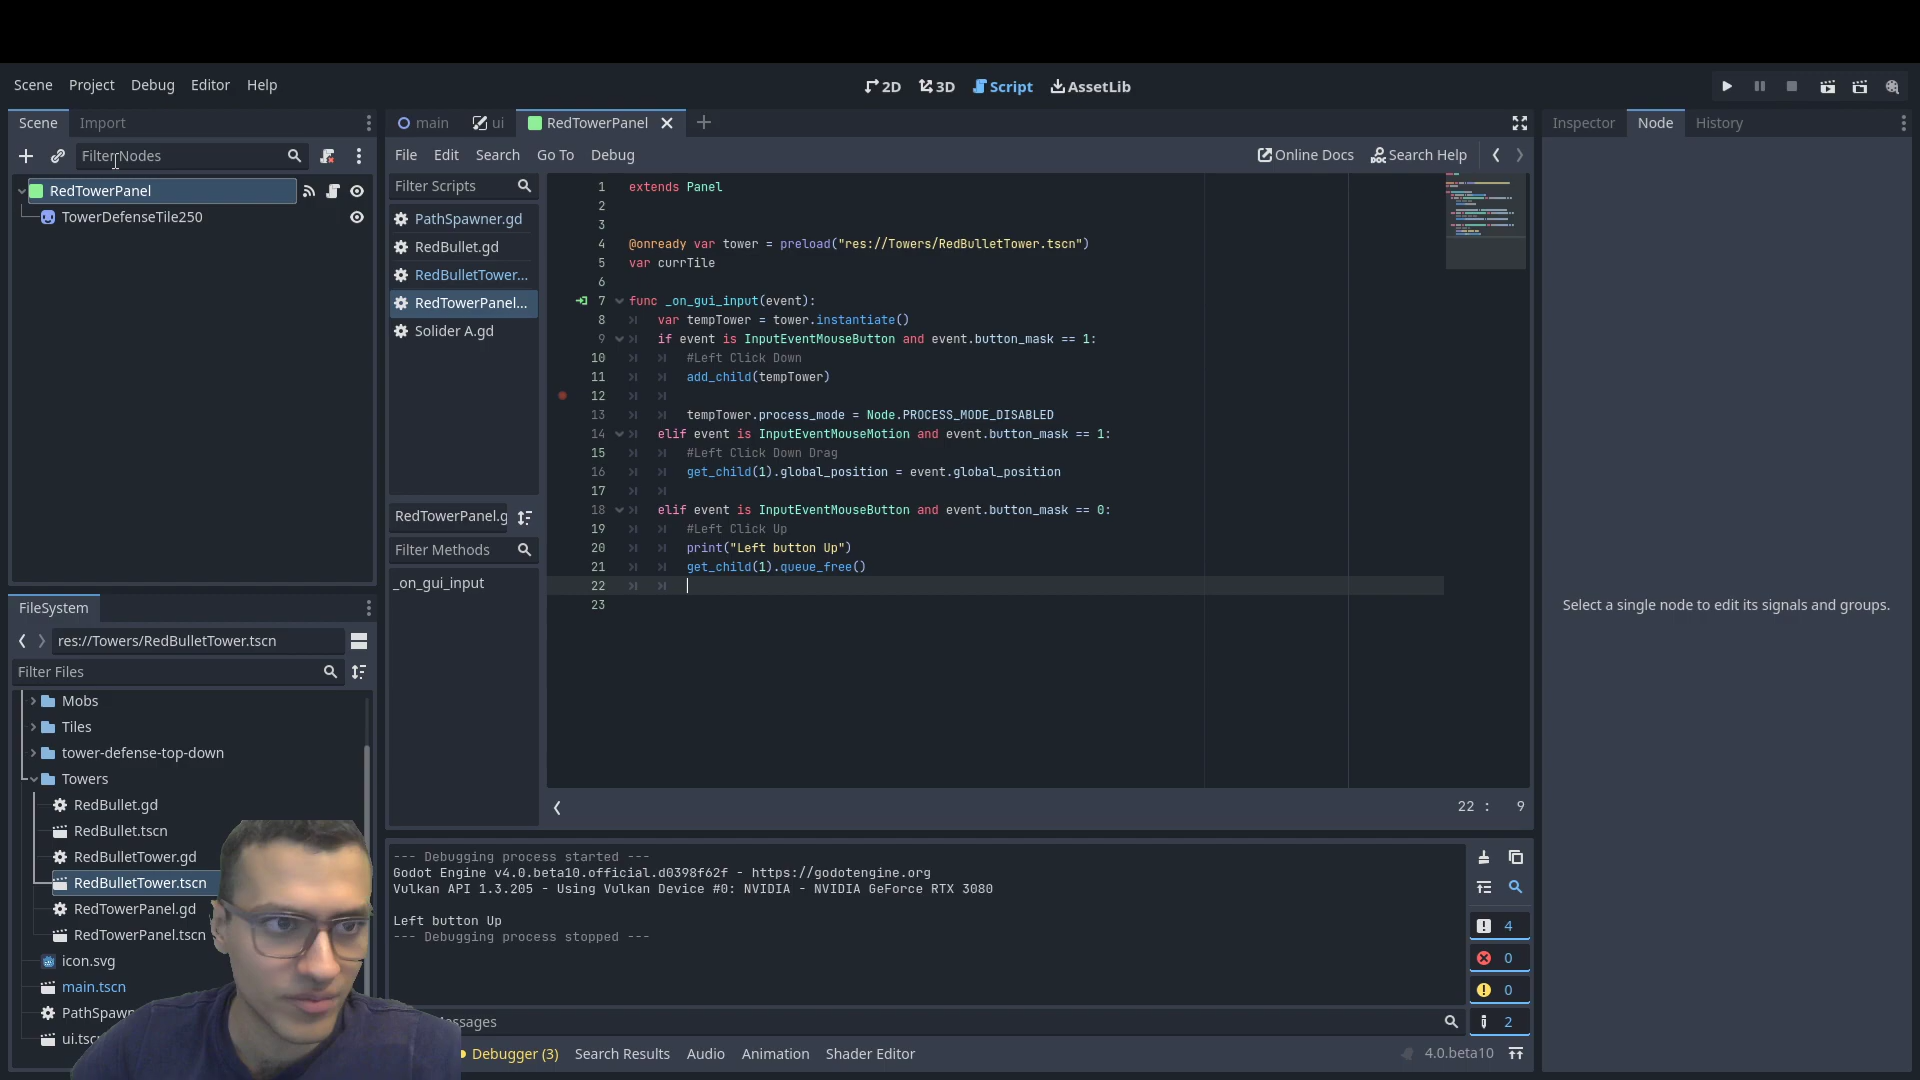 Scene Project Debug Editor Help
2D 3D Script AssetLib
Scene Import
main ui RedTowerPanel
Inspector Node History
Filter Nodes
File Edit Search Go To Debug
Online Docs Search Help
RedTowerPanel
TowerDefenseTile250
Filter Scripts
PathSpawner.gd
RedBullet.gd
RedBulletTower...
RedTowerPanel...
Solider A.gd
RedTowerPanel.g
Filter Methods
_on_gui_input
1 extends Panel
2
3
4 @onready var tower = preload("res://Towers/RedBulletTower.tscn")
5 var currTile
6
7 func _on_gui_input(event):
8 var tempTower = tower.instantiate()
9 if event is InputEventMouseButton and event.button_mask == 1:
10 #Left Click Down
11 add_child(tempTower)
12
13 tempTower.process_mode = Node.PROCESS_MODE_DISABLED
14 elif event is InputEventMouseMotion and event.button_mask == 1:
15 #Left Click Down Drag
16 get_child(1).global_position = event.global_position
17
18 elif event is InputEventMouseButton and event.button_mask == 0:
19 #Left Click Up
20 print("Left button Up")
21 get_child(1).queue_free()
22
23
22 : 9
Select a single node to edit its signals and groups.
FileSystem
res://Towers/RedBulletTower.tscn
Filter Files
Mobs
Tiles
tower-defense-top-down
Towers
RedBullet.gd
RedBullet.tscn
RedBulletTower.gd
RedBulletTower.tscn
RedTowerPanel.gd
RedTowerPanel.tscn
icon.svg
main.tscn
PathSpawn
ui.tsc
--- Debugging process started ---
Godot Engine v4.0.beta10.official.d0398f62f - https://godotengine.org
Vulkan API 1.3.205 - Using Vulkan Device #0: NVIDIA - NVIDIA GeForce RTX 3080
Left button Up
--- Debugging process stopped ---
4
0
0
2
essages
Debugger (3) Search Results Audio Animation Shader Editor
4.0.beta10